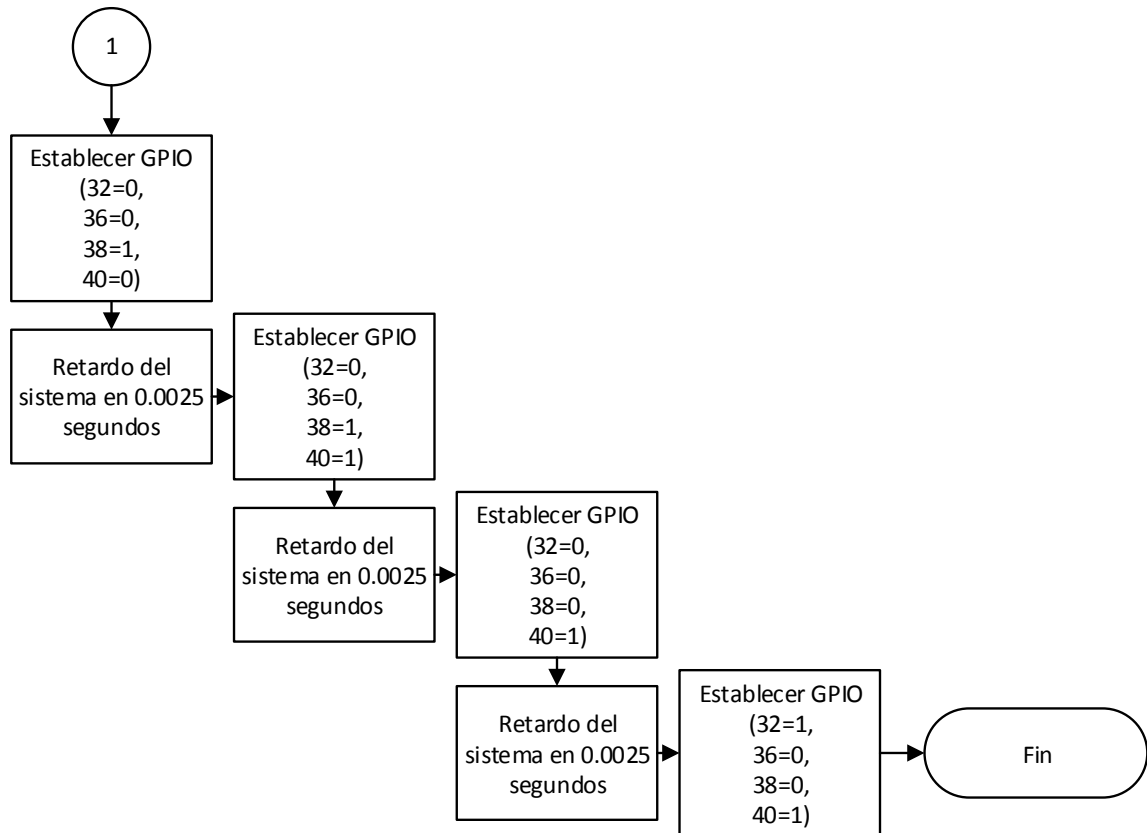 1
Establecer GPIO
(32=0,
36=0,
38=1,
40=0)
Retardo del
sistema en 0.0025
segundos
Establecer GPIO
(32=0,
36=0,
38=1,
40=1)
Retardo del
sistema en 0.0025
segundos
Establecer GPIO
(32=0,
36=0,
38=0,
40=1)
Retardo del
sistema en 0.0025
segundos
Establecer GPIO
(32=1,
36=0,
38=0,
40=1)
Fin